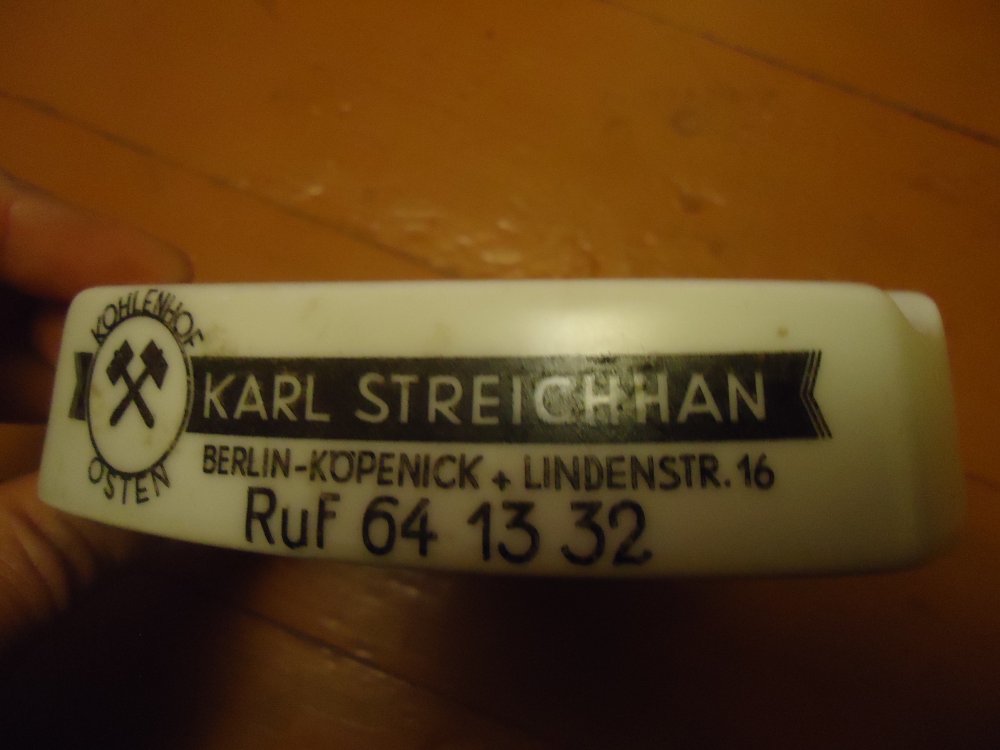 KOHLENHOF
OSTEN
KARL STREICHHAN
BERLIN-KÖPENICK + LINDENSTR. 16
Ruf 64 13 32